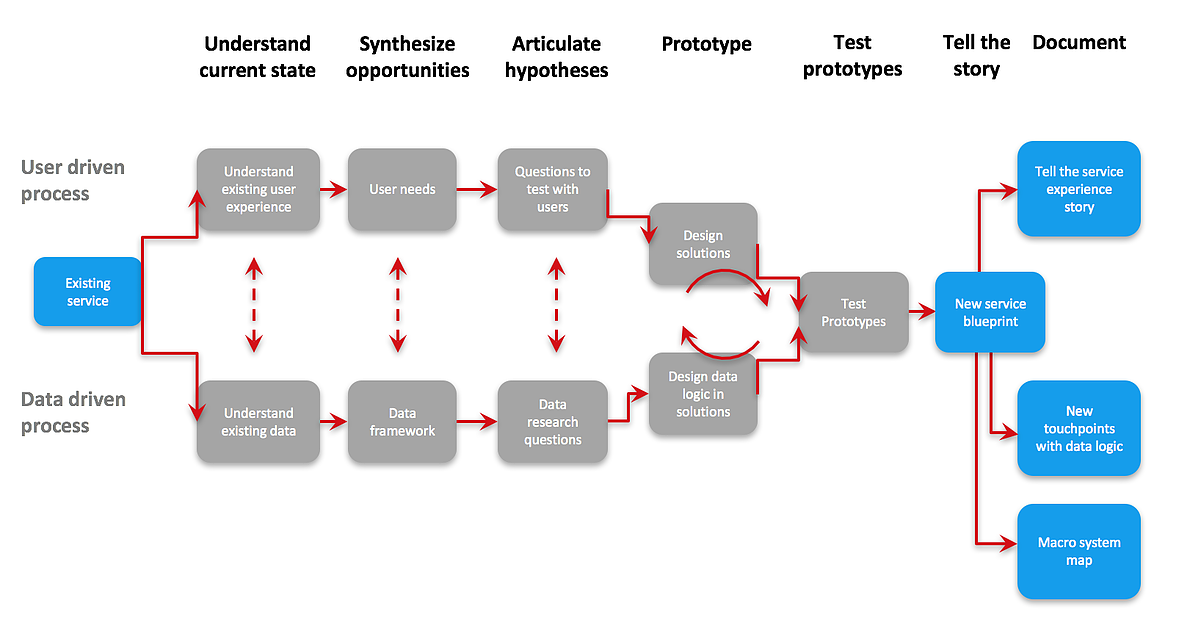 Understand
current state
Synthesize
opportunities
Articulate
hypotheses
Prototype
Test
prototypes
Tell the
story
Document
User driven
process
Understand
existing user
experience
User needs
Questions to
test with
users
Design
solutions
Tell the service
experience
story
Existing
service
Test
Prototypes
New service
blueprint
Data driven
process
Understand
existing data
Data
framework
Data
research
questions
Design data
logic in
solutions
New
touchpoints
with data logic
Macro system
map